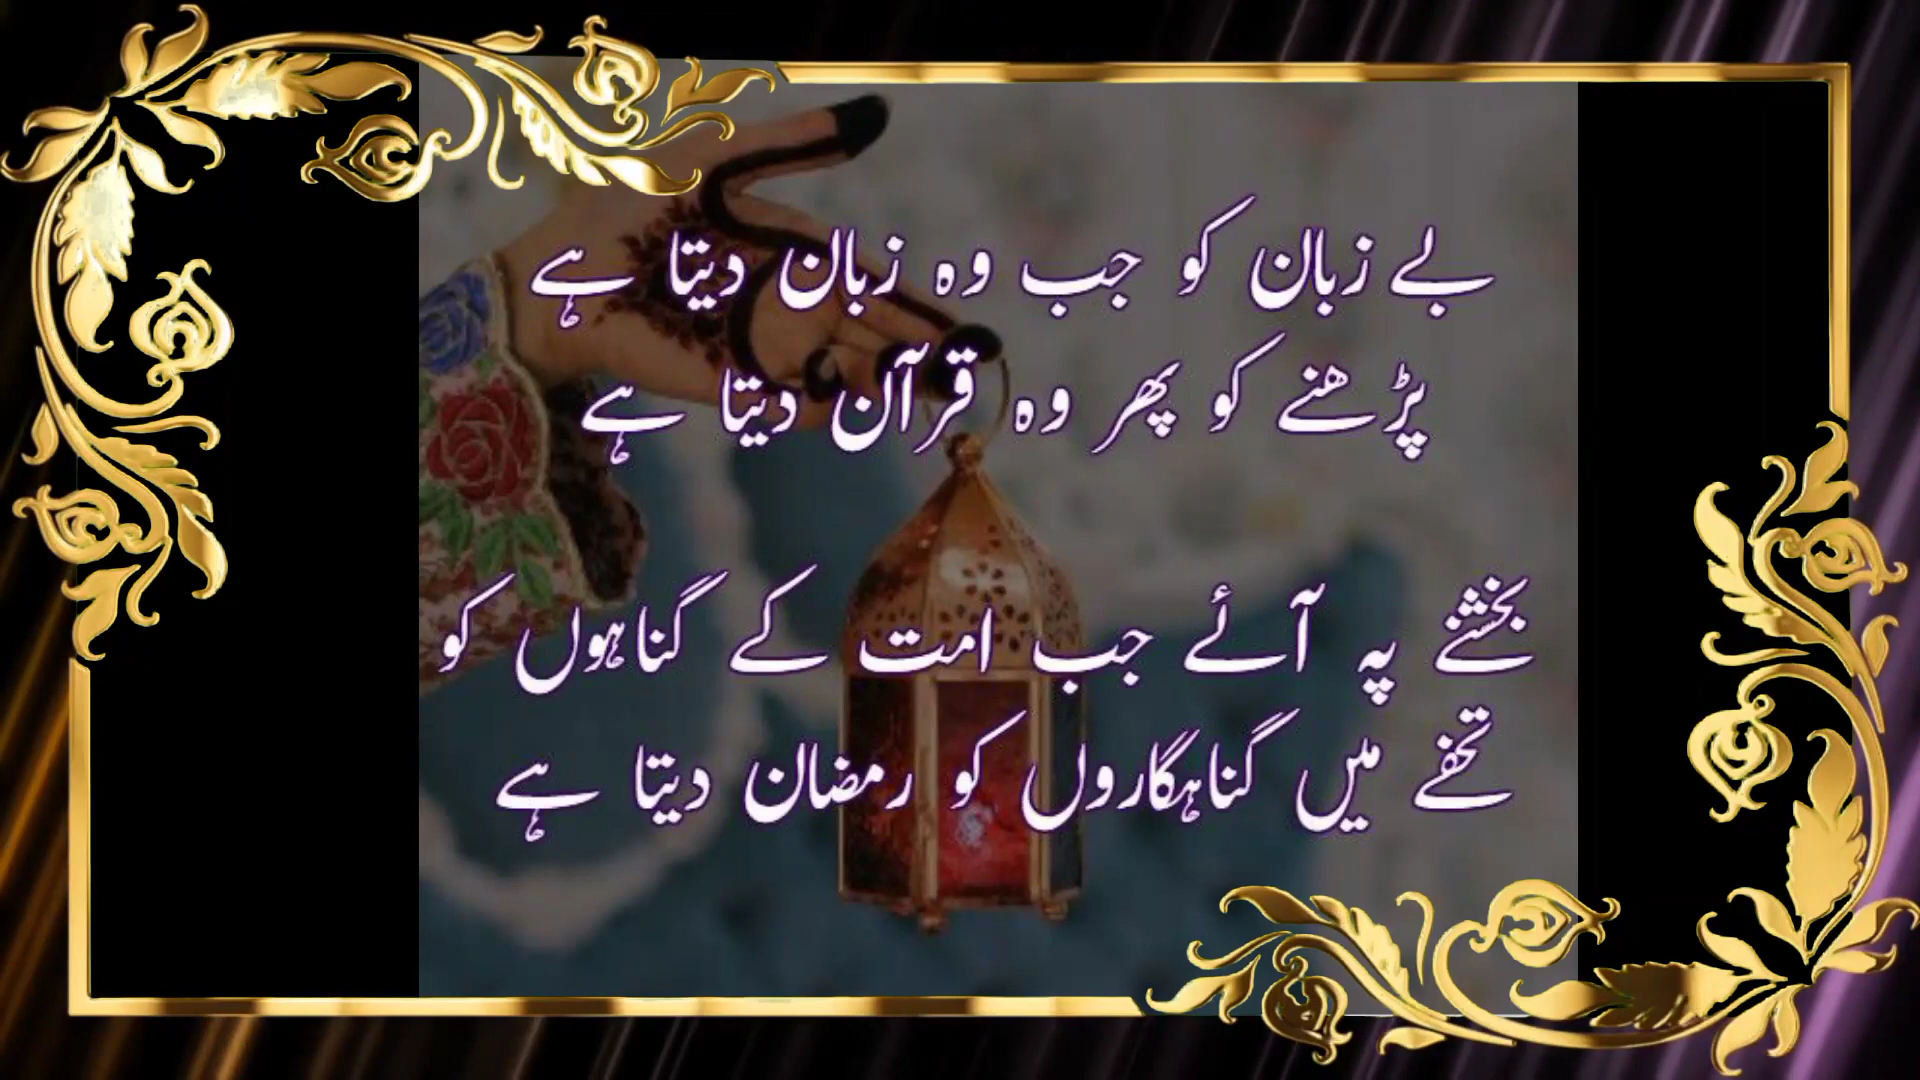 بے زبان کو جب وہ زبان دیتا ہے
پڑھنے کو پھر وہ قرآن دیتا ہے
بخشنے پہ آئے جب امت کے گناہوں کو
تحفے میں گناہگاروں کو رمضان دیتا ہے